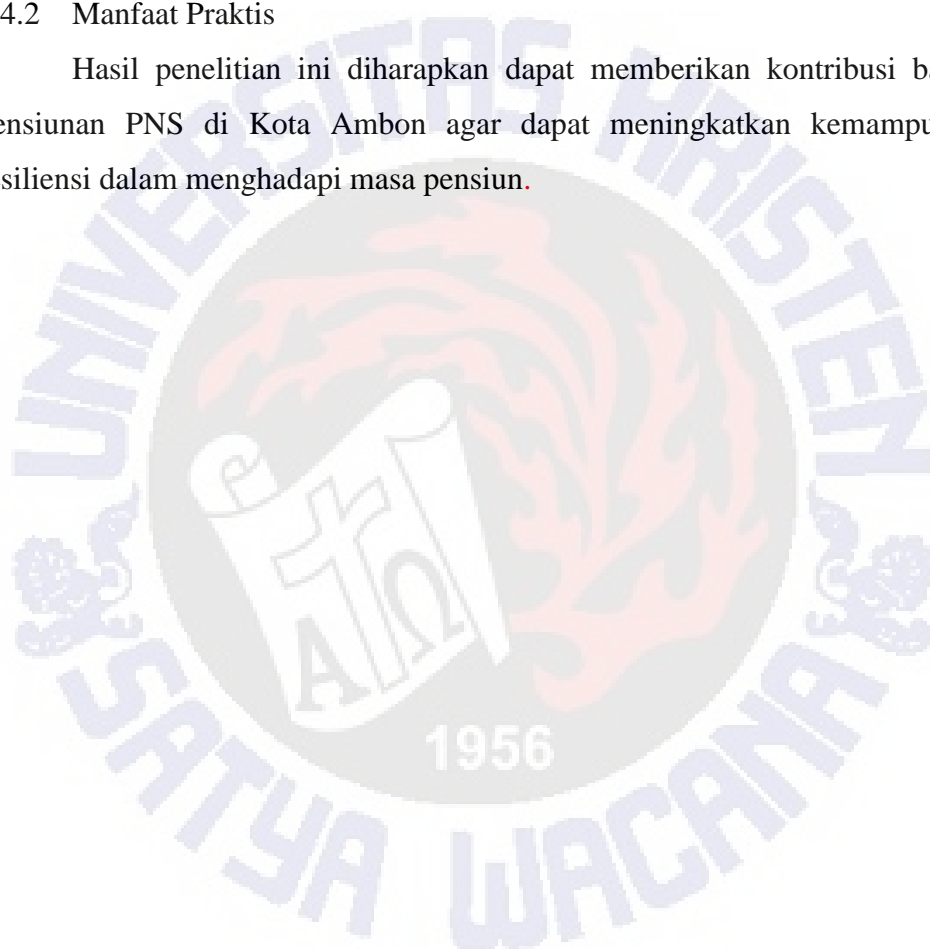 4.2 Manfaat Praktis
Hasil penelitian ini diharapkan dapat memberikan kontribusi ba
ensiunan PNS di Kota Ambon agar dapat meningkatkan kemampu
siliensi dalam menghadapi masa pensiun.
UNIVERSITAS KRISTEN
ΑΩ
1956
SATYA WACANA